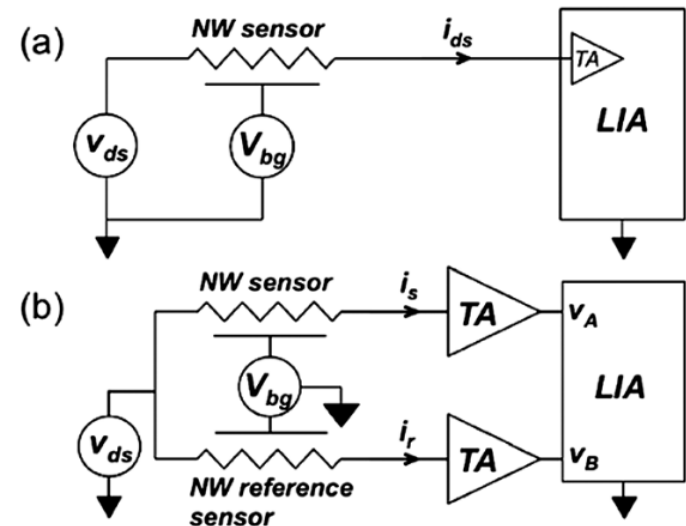 (a)
NW sensor
i_ds
TA
LIA
v_ds
V_bg
(b)
NW sensor
i_s
TA
v_A
V_bg
LIA
v_ds
i_r
TA
v_B
NW reference
sensor